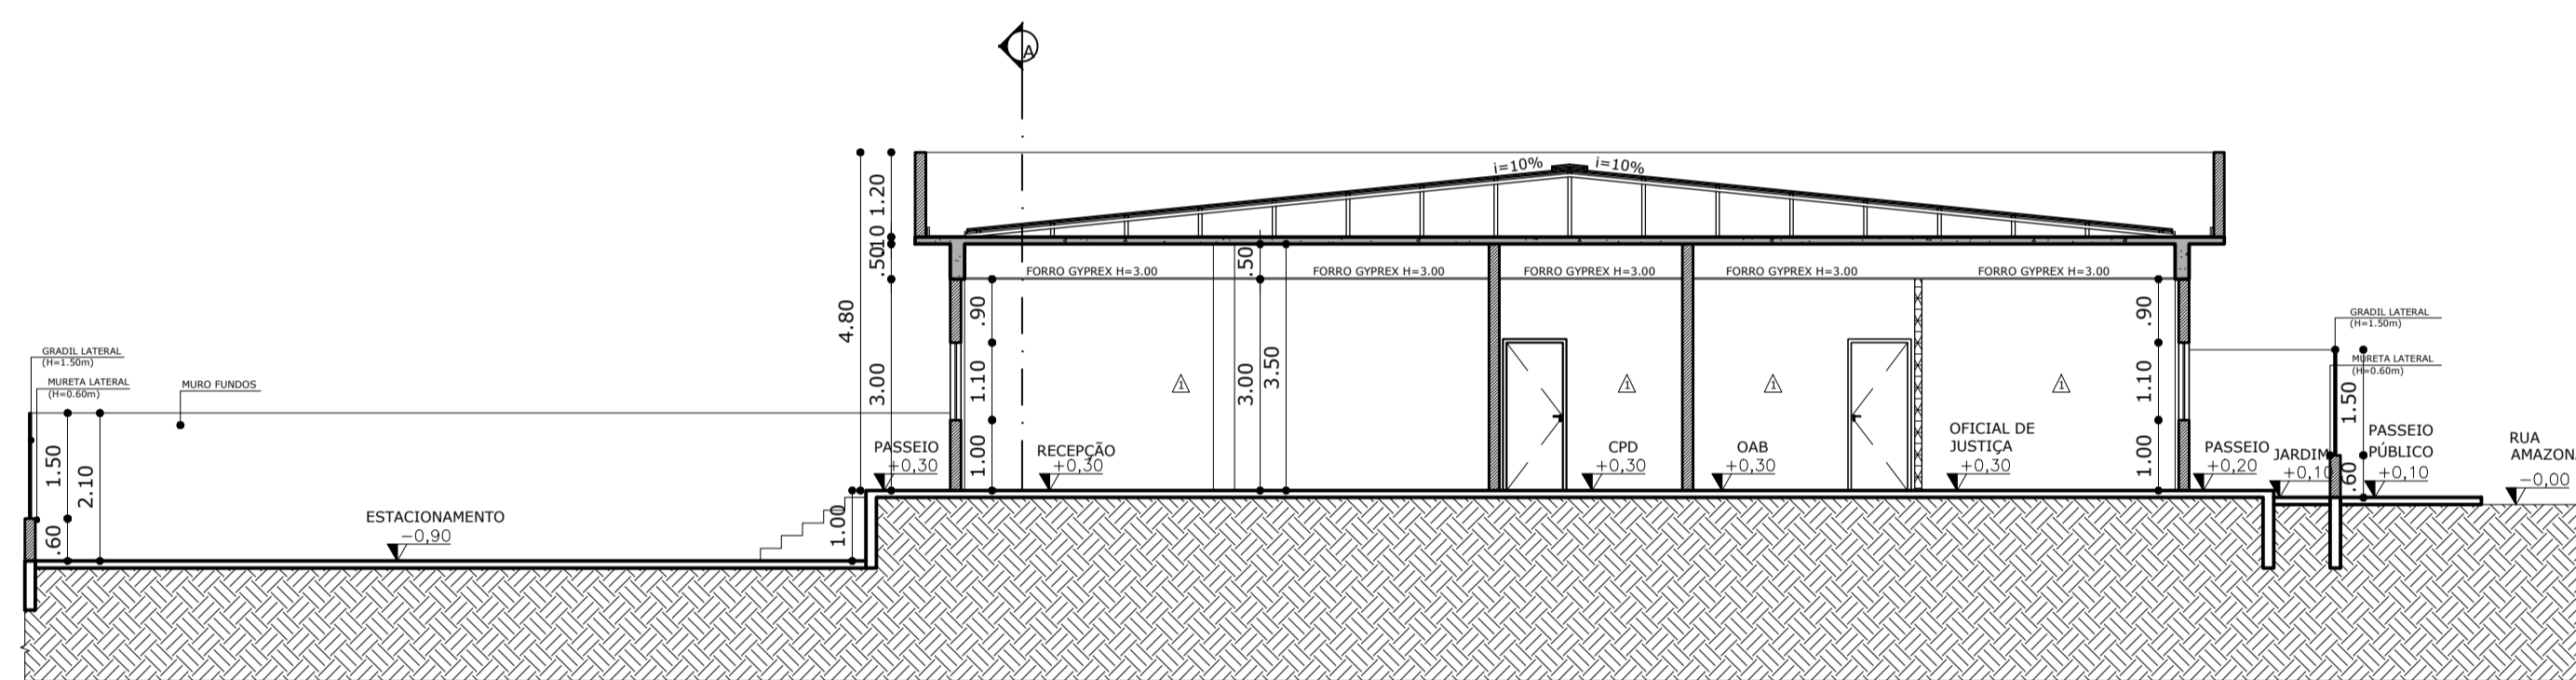 A
i=10%
i=10%
1.20
.10
.50
4.80
3.00
FORRO GYPREX H=3.00
FORRO GYPREX H=3.00
FORRO GYPREX H=3.00
FORRO GYPREX H=3.00
FORRO GYPREX H=3.00
.50
.90
1.10
1.00
3.00
3.50
.90
1.10
1.00
1
1
1
1
GRADIL LATERAL
(H=1.50m)
MURETA LATERAL
(H=0.60m)
MURO FUNDOS
1.50
2.10
.60
ESTACIONAMENTO
-0,90
1.00
PASSEIO
+0,30
RECEPÇÃO
+0,30
CPD
+0,30
OAB
+0,30
OFICIAL DE
JUSTIÇA
+0,30
PASSEIO
+0,20
JARDIM
+0,10
GRADIL LATERAL
(H=1.50m)
MURETA LATERAL
(H=0.60m)
1.50
.60
PASSEIO
PÚBLICO
+0,10
RUA
AMAZON
-0,00